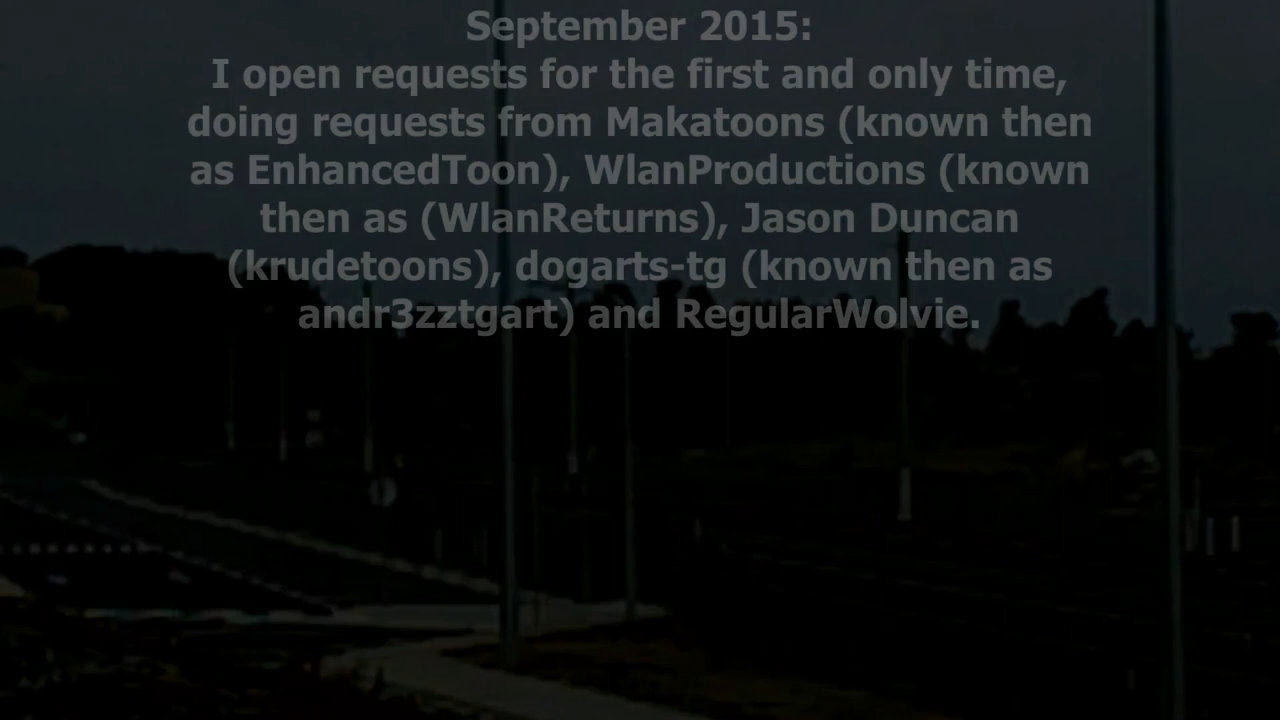 September 2015:
I open requests for the first and only time,
doing requests from Makatoons (known then
as EnhancedToon), WlanProductions (known
then as (WlanReturns), Jason Duncan
(krudetoons), dogarts-tg (known then as
andr3zztgart) and RegularWolvie.